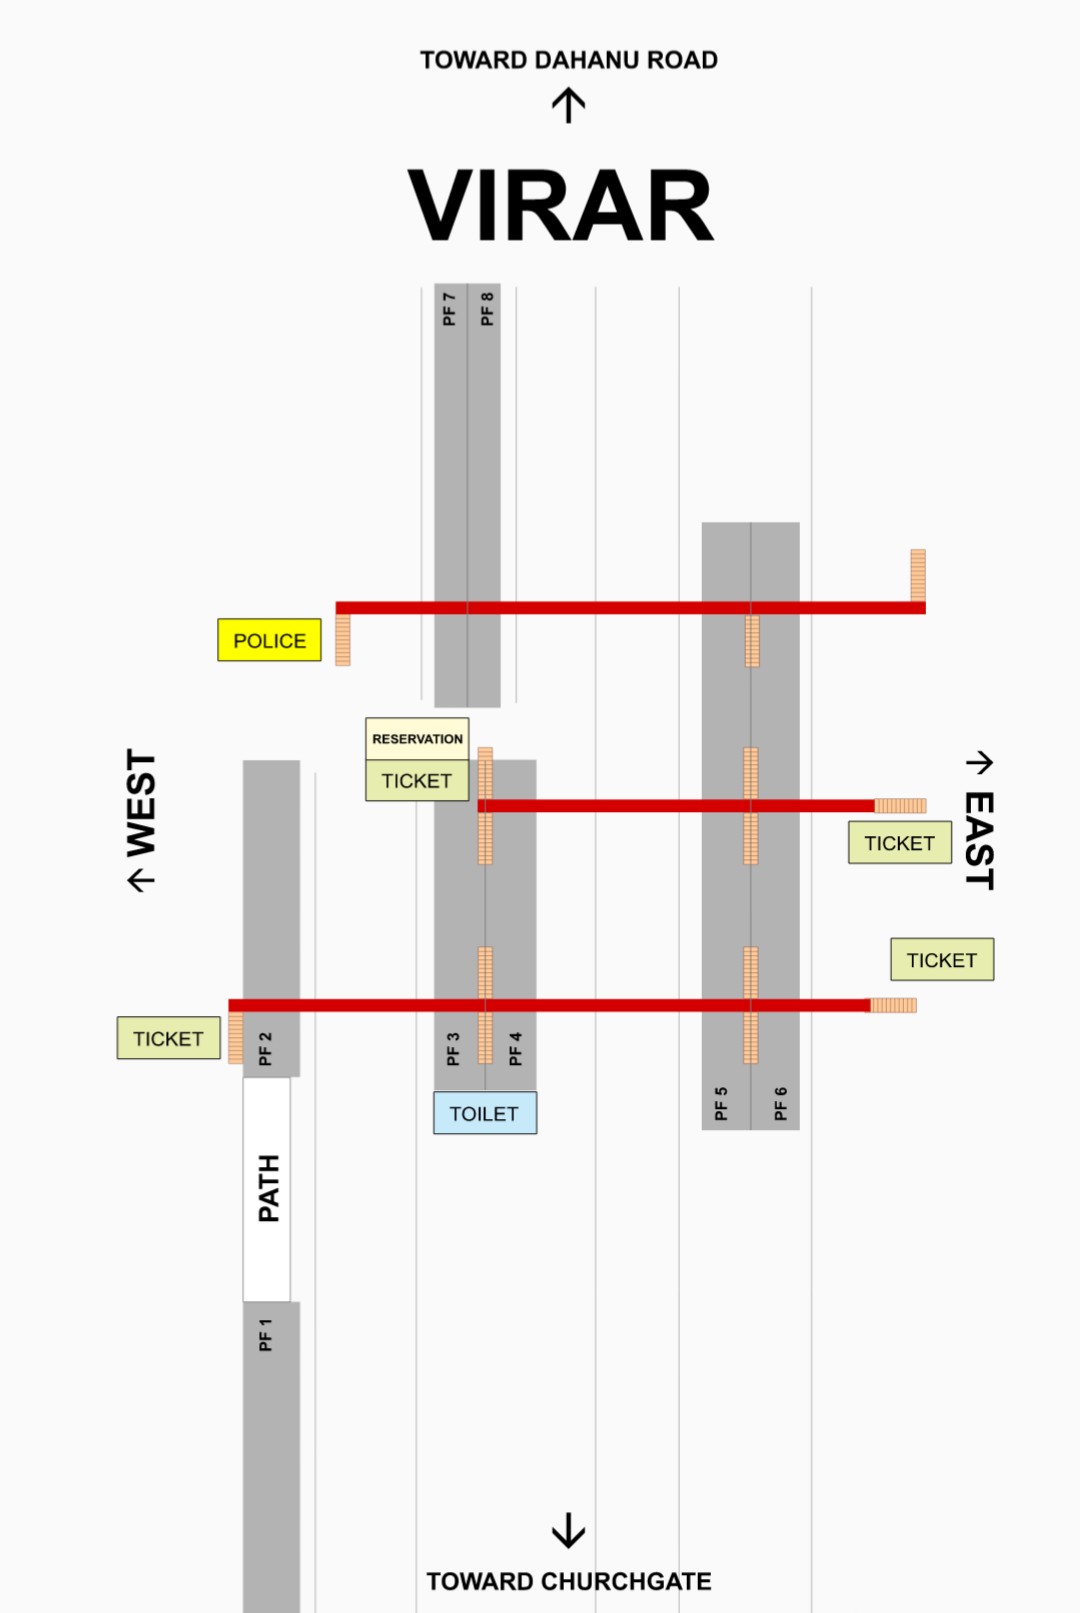 TOWARD DAHANU ROAD
↑
VIRAR
PF 7
PF 8
POLICE
RESERVATION
TICKET
← WEST
→ EAST
TICKET
TICKET
TICKET
PF 2
PF 3
PF 4
PF 5
PF 6
TOILET
PATH
PF 1
↓
TOWARD CHURCHGATE